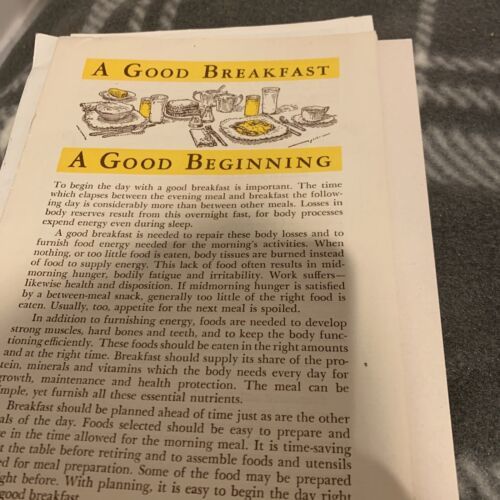 A GOOD BREAKFAST
A GOOD BEGINNING
To begin the day with a good breakfast is important. The time
which elapses between the evening meal and breakfast the follow-
ing day is considerably more than between other meals. Losses in
body reserves result from this overnight fast, for body processes
expend energy even during sleep.
A good breakfast is needed to repair these body losses and to
furnish food energy needed for the morning's activities. When
nothing, or too little food is eaten, body tissues are burned instead
of food to supply energy. This lack of food often results in mid-
morning hunger, bodily fatigue and irritability. Work suffers—
likewise health and disposition. If midmorning hunger is satisfied
by a between-meal snack, generally too little of the right food is
eaten. Usually, too, appetite for the next meal is spoiled.
In addition to furnishing energy, foods are needed to develop
strong muscles, hard bones and teeth, and to keep the body func-
tioning efficiently. These foods should be eaten in the right amounts
and at the right time. Breakfast should supply its share of the pro-
tein, minerals and vitamins which the body needs every day for
growth, maintenance and health protection. The meal can be
mple, yet furnish all these essential nutrients.
Breakfast should be planned ahead of time just as are the other
als of the day. Foods selected should be easy to prepare and
e in the time allowed for the morning meal. It is time-saving
t the table before retiring and to assemble foods and utensils
ed for meal preparation. Some of the food may be prepared
ght before. With planning, it is easy to begin the day right
good breakfast